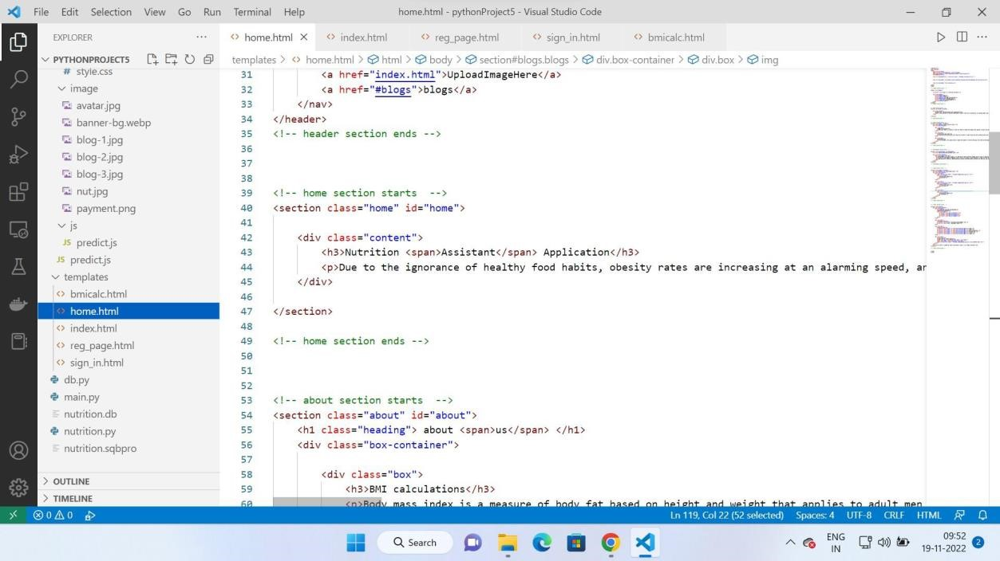 File Edit Selection View Go Run Terminal Help home.html - pythonProject5 - Visual Studio Code
EXPLORER
PYTHONPROJECT5
style.css
image
avatar.jpg
banner-bg.webp
blog-1.jpg
blog-2.jpg
blog-3.jpg
nut.jpg
payment.png
js
JS predict.js
JS predict.js
templates
bmicalc.html
home.html
index.html
reg_page.html
sign_in.html
db.py
main.py
nutrition.db
nutrition.py
nutrition.sqbpro
OUTLINE
TIMELINE
home.html index.html reg_page.html sign_in.html bmicalc.html
templates > home.html > html > body > section#blogs.blogs > div.box-container > div.box > img
31 <a href="index.html">UploadImageHere</a>
32 <a href="#blogs">blogs</a>
33 </nav>
34 </header>
35 <!-- header section ends -->
36
37
38
39 <!-- home section starts  -->
40 <section class="home" id="home">
41
42 <div class="content">
43 <h3>Nutrition <span>Assistant</span> Application</h3>
44 <p>Due to the ignorance of healthy food habits, obesity rates are increasing at an alarming speed, an
45 </div>
46
47 </section>
48
49 <!-- home section ends -->
50
51
52
53 <!-- about section starts  -->
54 <section class="about" id="about">
55 <h1 class="heading"> about <span>us</span> </h1>
56 <div class="box-container">
57
58 <div class="box">
59 <h3>BMI calculations</h3>
60 <p>Body mass index is a measure of body fat based on height and weight that applies to adult men
0 0 Ln 119, Col 22 (52 selected) Spaces: 4 UTF-8 CRLF HTML
Search ENG IN 09:52 19-11-2022 2